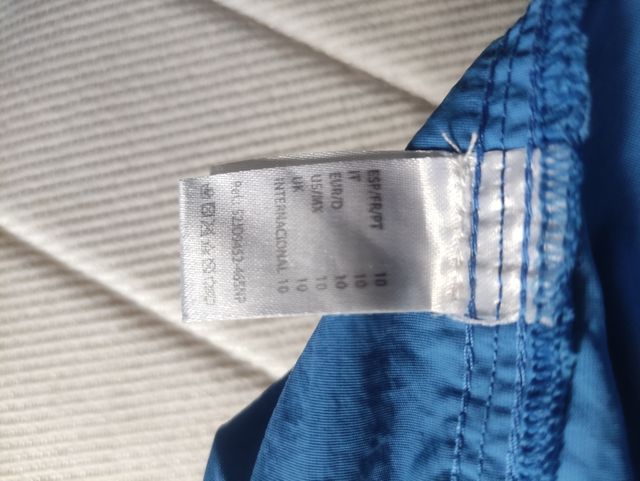 ESP/FR/PT 10
IT 10
EUR/D 10
US/MX 10
UK 10
INTERNACIONAL 10